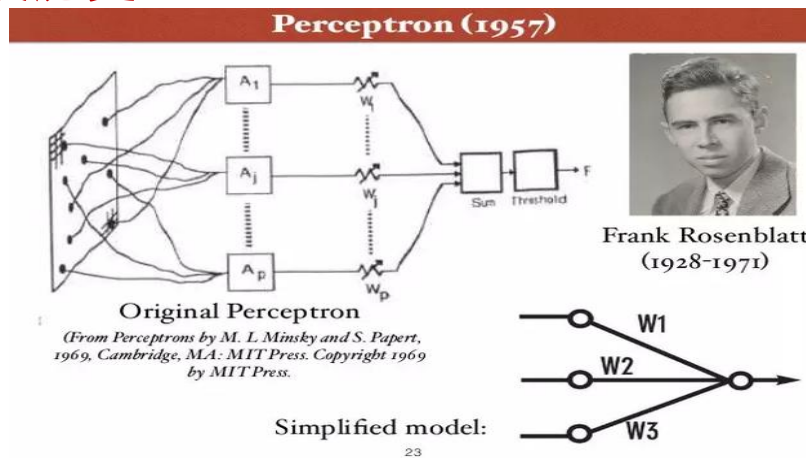 Perceptron (1957)
A1
Wi
Aj
Wj
Ap
Wp
Sum
Threshold
F
Frank Rosenblatt
(1928-1971)
Original Perceptron
(From Perceptrons by M. L Minsky and S. Papert,
1969, Cambridge, MA: MIT Press. Copyright 1969
by MIT Press.
W1
W2
W3
Simplified model:
23